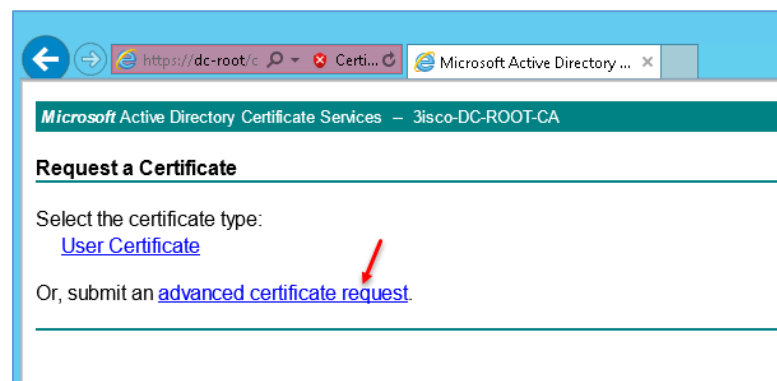 https://dc-root/c Certi... Microsoft Active Directory ...
Microsoft Active Directory Certificate Services – 3isco-DC-ROOT-CA
Request a Certificate
Select the certificate type:
User Certificate
Or, submit an advanced certificate request.